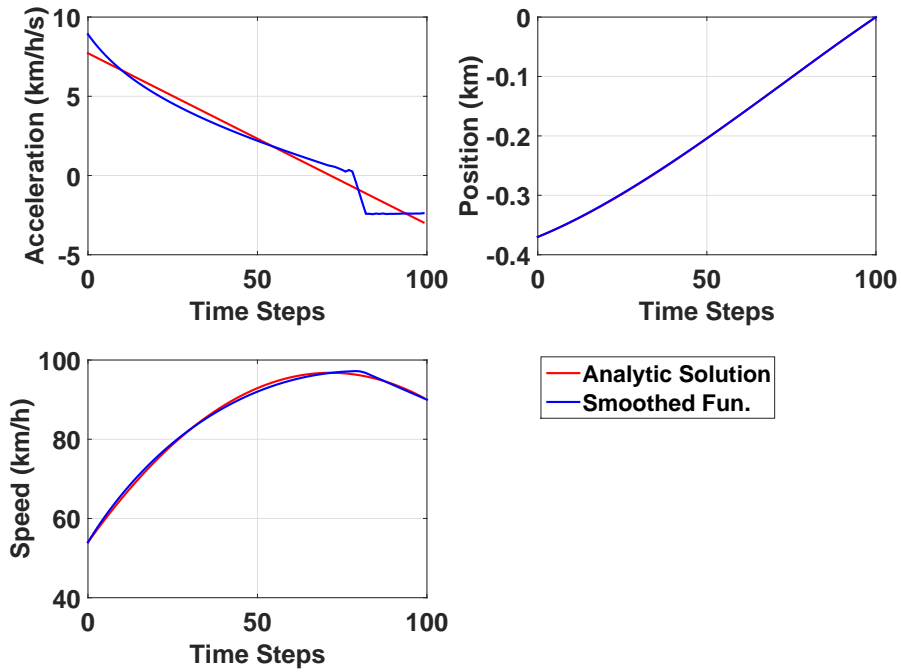 Acceleration (km/h/s)
10
5
0
-5
0
50
100
Time Steps
Position (km)
0
-0.1
-0.2
-0.3
-0.4
0
50
100
Time Steps
Speed (km/h)
100
80
60
40
0
50
100
Time Steps
Analytic Solution
Smoothed Fun.